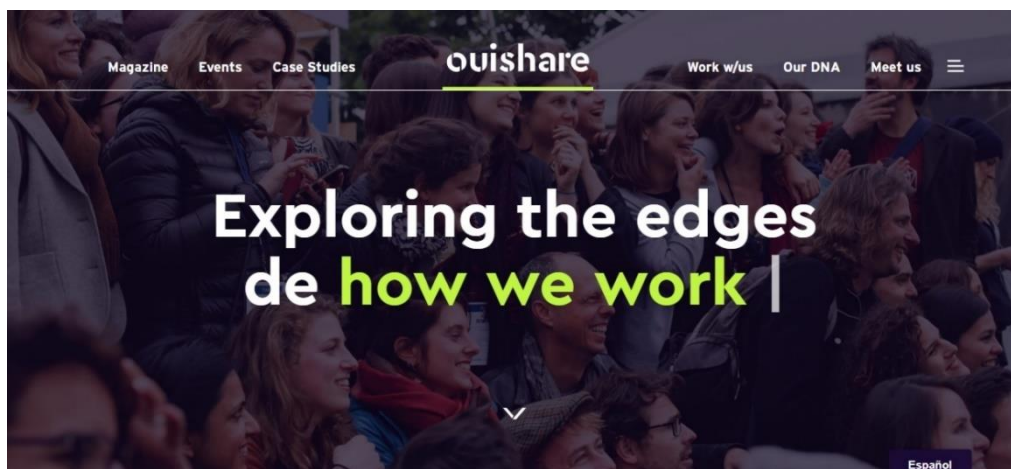 Magazine Events Case Studies ouishare Work w/us Our DNA Meet us
Exploring the edges
de how we work
Español